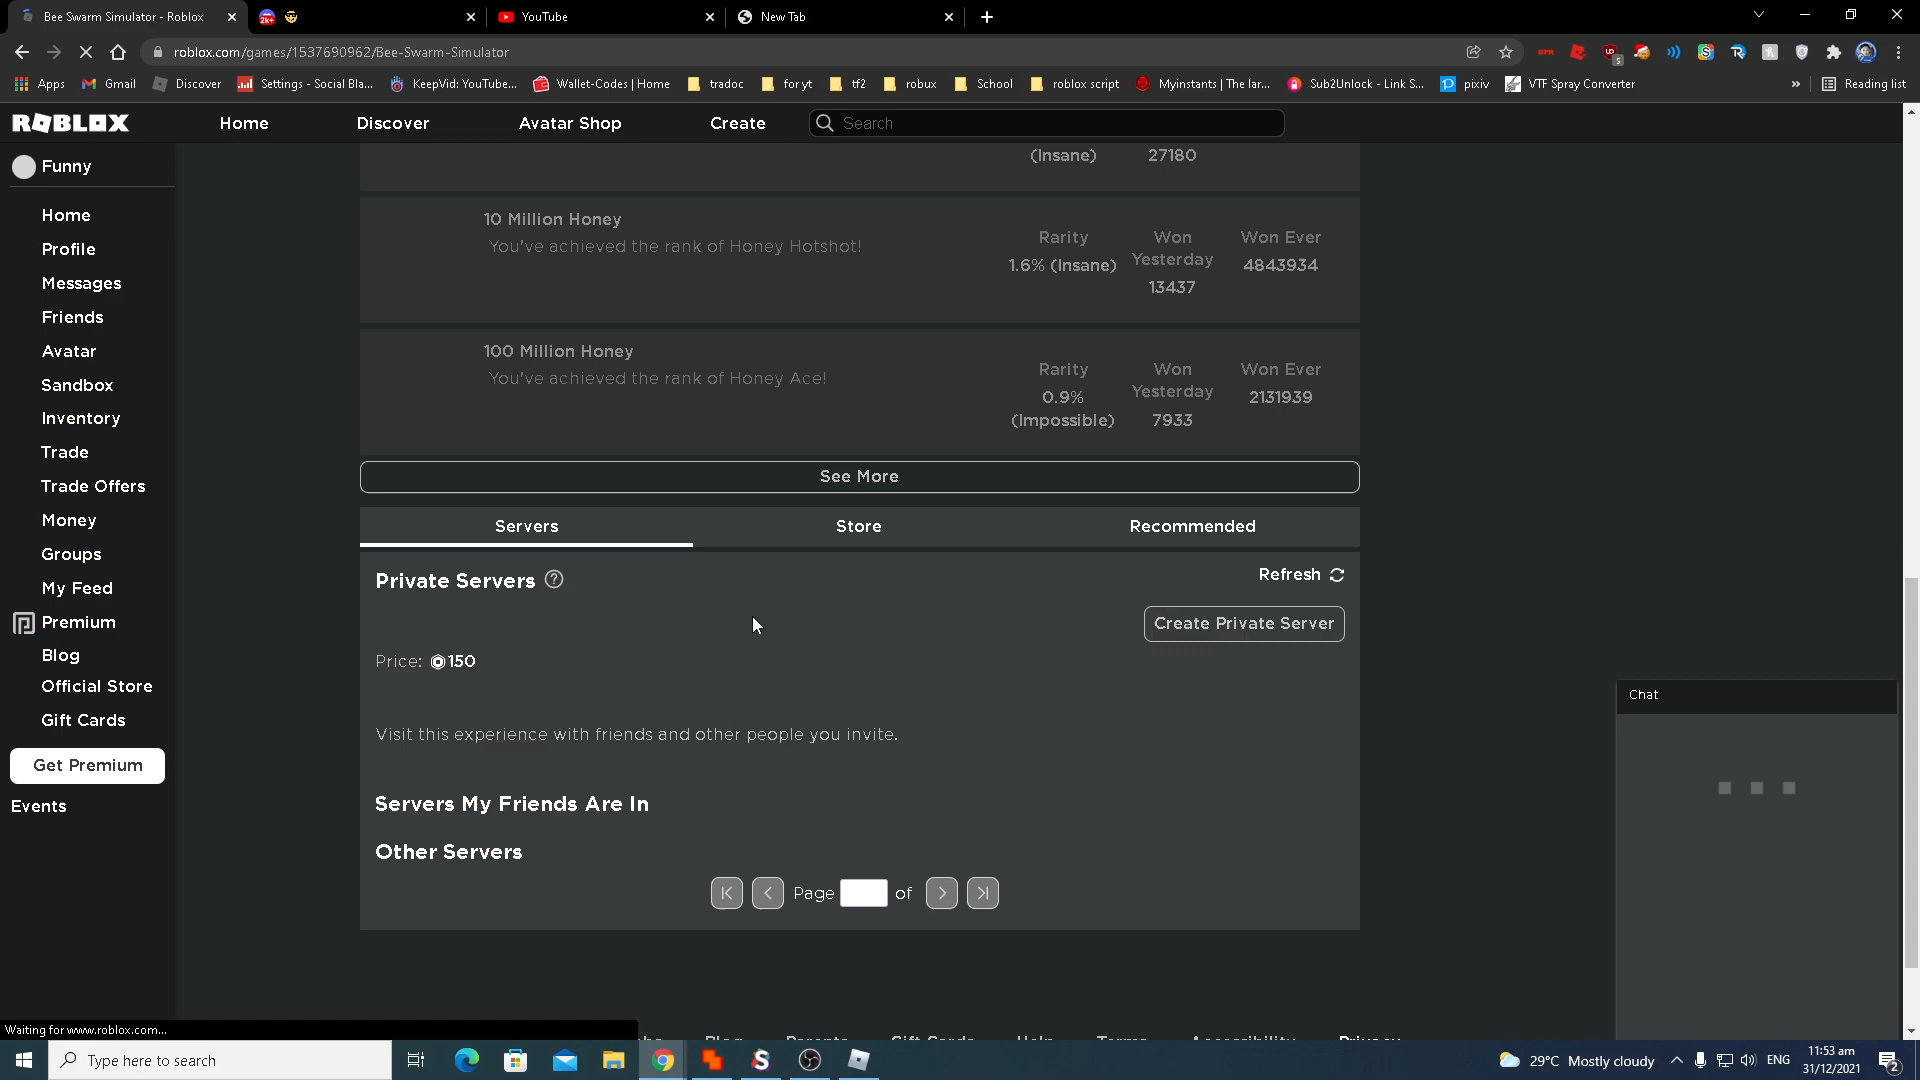 Bee Swarm Simulator - Roblox
2k+
YouTube
New Tab
roblox.com/games/1537690962/Bee-Swarm-Simulator
Apps
Gmail
Discover
Settings - Social Bla...
KeepVid: YouTube...
Wallet-Codes | Home
tradoc
for yt
tf2
robux
School
roblox script
Myinstants | The lar...
Sub2Unlock - Link S...
pixiv
VTF Spray Converter
»
Reading list
ROBLOX
Home
Discover
Avatar Shop
Create
Search
Funny
Home
Profile
Messages
Friends
Avatar
Sandbox
Inventory
Trade
Trade Offers
Money
Groups
My Feed
Premium
Blog
Official Store
Gift Cards
Get Premium
Events
(Insane)
27180
10 Million Honey
You've achieved the rank of Honey Hotshot!
Rarity
1.6% (Insane)
Won
Yesterday
13437
Won Ever
4843934
100 Million Honey
You've achieved the rank of Honey Ace!
Rarity
0.9%
(Impossible)
Won
Yesterday
7933
Won Ever
2131939
See More
Servers
Store
Recommended
Private Servers ?
Refresh
Create Private Server
Price: 150
Visit this experience with friends and other people you invite.
Servers My Friends Are In
Other Servers
Page
of
Chat
Waiting for www.roblox.com...
Type here to search
29°C Mostly cloudy
ENG
11:53 am
31/12/2021
2